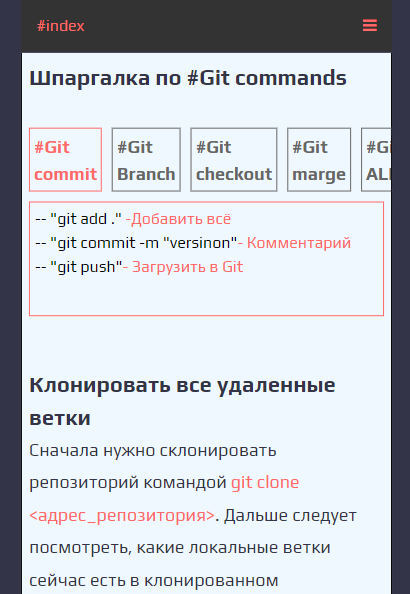 #index
Шпаргалка по #Git commands
#Git commit
#Git Branch
#Git checkout
#Git marge
-- "git add ." -Добавить всё
-- "git commit -m "versinon"- Комментарий
-- "git push"- Загрузить в Git
Клонировать все удаленные
ветки
Сначала нужно склонировать
репозиторий командой git clone
<адрес_репозитория>. Дальше следует
посмотреть, какие локальные ветки
сейчас есть в клонированном